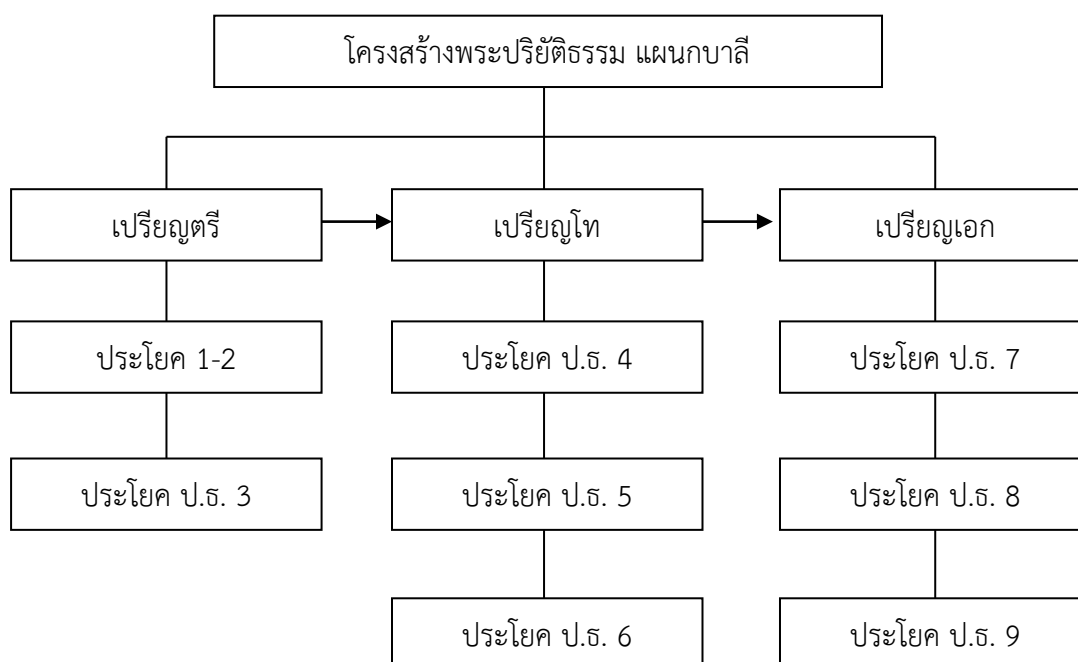 โครงสร้างพระปริยัติธรรม แผนกบาลี
เปรียญตรี
เปรียญโท
เปรียญเอก
ประโยค 1-2
ประโยค ป.ธ. 4
ประโยค ป.ธ. 7
ประโยค ป.ธ. 3
ประโยค ป.ธ. 5
ประโยค ป.ธ. 8
ประโยค ป.ธ. 6
ประโยค ป.ธ. 9